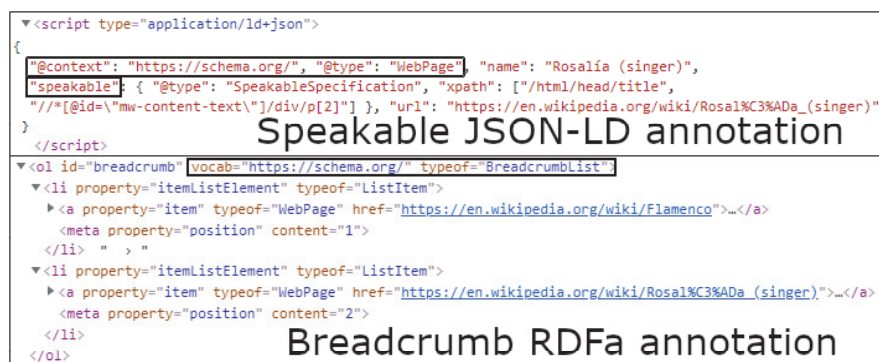 ▼<script type="application/ld+json">
{
"@context": "https://schema.org/", "@type": "WebPage", "name": "Rosalía (singer)",
"speakable": { "@type": "SpeakableSpecification", "xpath": ["/html/head/title",
"//*[@id=\"mw-content-text\"]/div/p[2]"] }, "url": "https://en.wikipedia.org/wiki/Rosal%C3%ADa_(singer)"
}
</script>
Speakable JSON-LD annotation
▼<ol id="breadcrumb" vocab="https://schema.org/" typeof="BreadcrumbList">
▼<li property="itemListElement" typeof="ListItem">
▶<a property="item" typeof="WebPage" href="https://en.wikipedia.org/wiki/Flamenco">…</a>
<meta property="position" content="1">
</li> " › "
▼<li property="itemListElement" typeof="ListItem">
▶<a property="item" typeof="WebPage" href="https://en.wikipedia.org/wiki/Rosal%C3%ADa_(singer)">…</a>
<meta property="position" content="2">
</li>
</ol>
Breadcrumb RDFa annotation